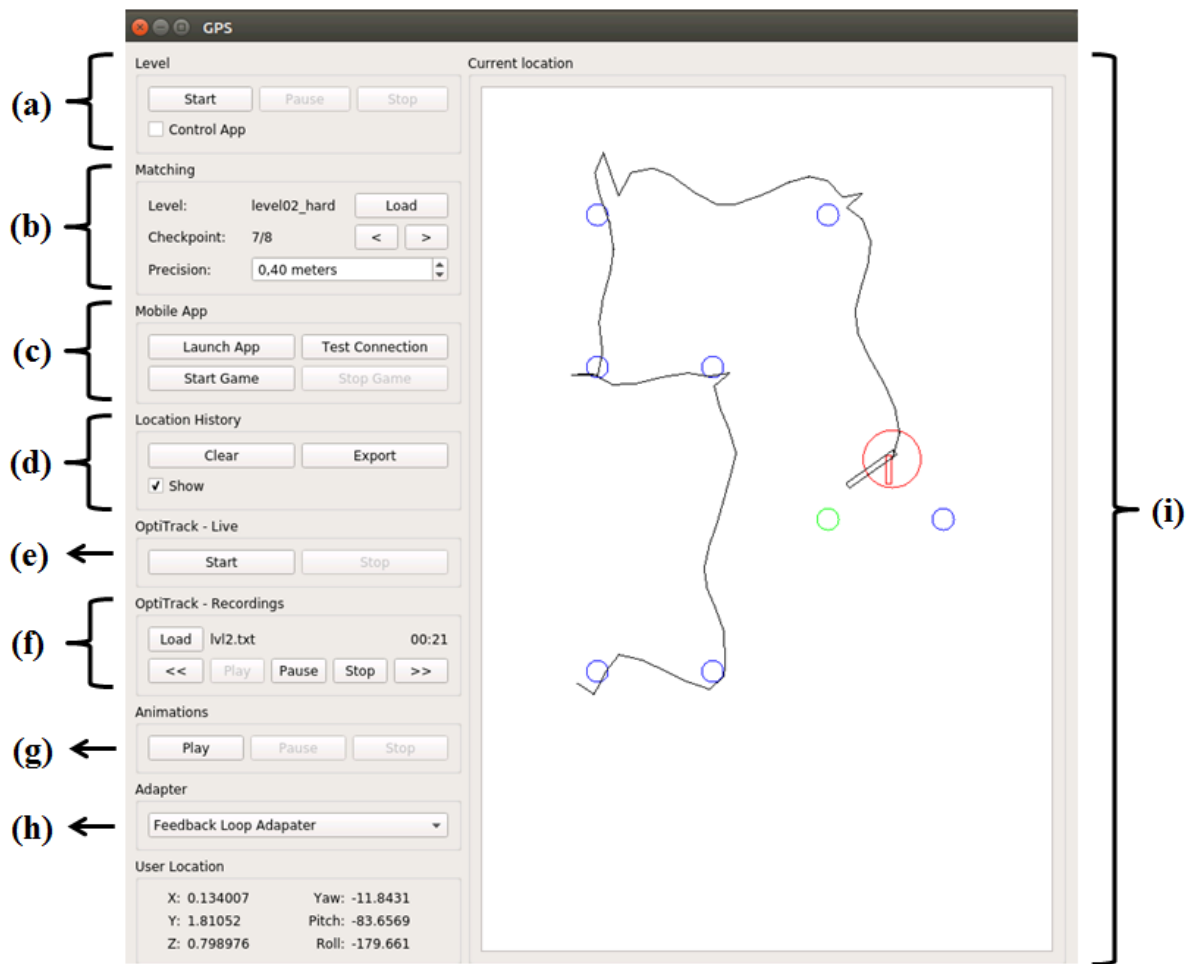 GPS
Level
Start Pause Stop
Control App
(a)
Matching
Level: level02_hard Load
Checkpoint: 7/8 < >
Precision: 0,40 meters
(b)
Mobile App
Launch App Test Connection
Start Game Stop Game
(c)
Location History
Clear Export
Show
(d)
OptiTrack - Live
Start Stop
(e)
OptiTrack - Recordings
Load lvl2.txt 00:21
<< Play Pause Stop >>
(f)
Animations
Play Pause Stop
(g)
Adapter
Feedback Loop Adapater
(h)
User Location
X: 0.134007 Yaw: -11.8431
Y: 1.81052 Pitch: -83.6569
Z: 0.798976 Roll: -179.661
Current location
(i)